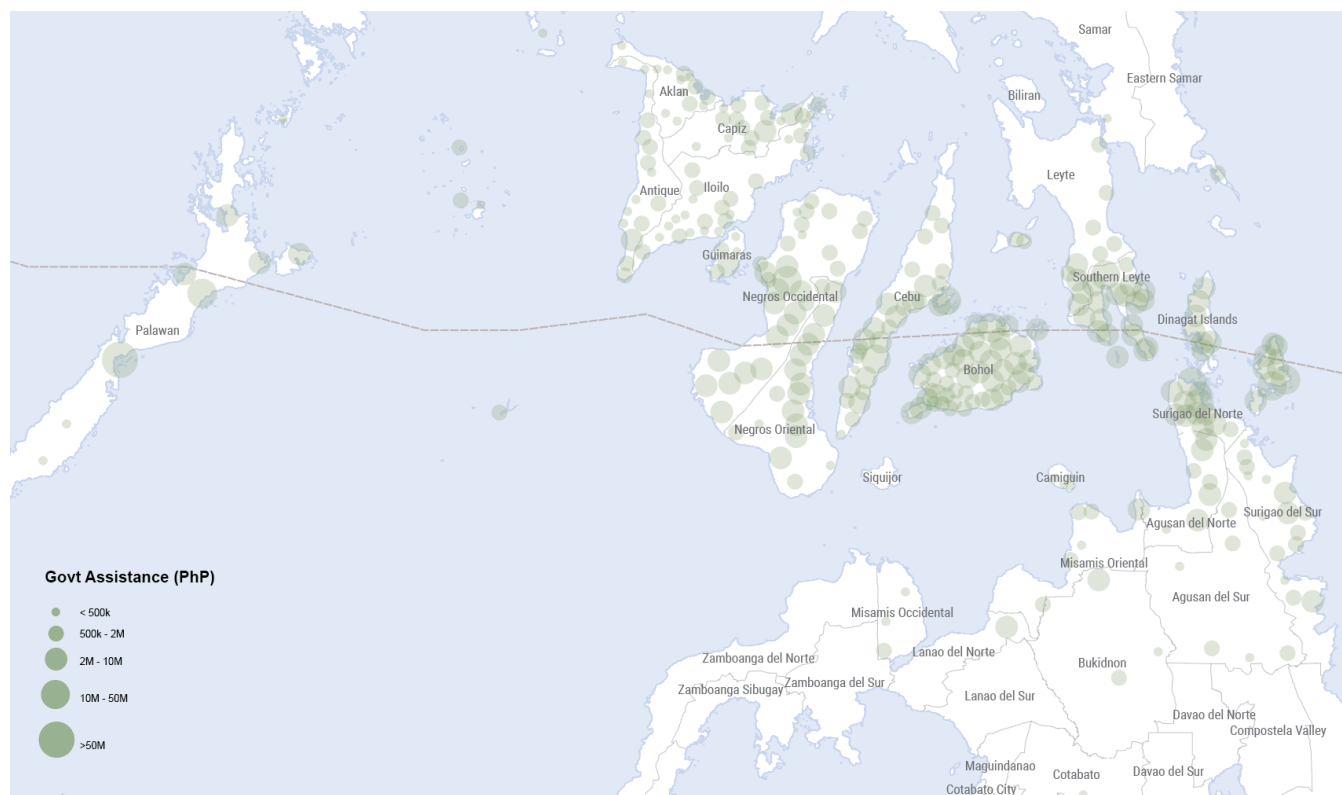 Samar
Eastern Samar
Biliran
Aklan
Capiz
Leyte
Antique
Iloilo
Guimaras
Southern Leyte
Negros Occidental
Cebu
Dinagat Islands
Palawan
Bohol
Surigao del Norte
Negros Oriental
Siquijor
Camiguin
Surigao del Sur
Agusan del Norte
Misamis Oriental
Agusan del Sur
Misamis Occidental
Lanao del Norte
Zamboanga del Norte
Bukidnon
Zamboanga del Sur
Zamboanga Sibugay
Lanao del Sur
Davao del Norte
Compostela Valley
Maguindanao
Cotabato
Davao del Sur
Cotabato City
Govt Assistance (PhP)
< 500k
500k - 2M
2M - 10M
10M - 50M
>50M